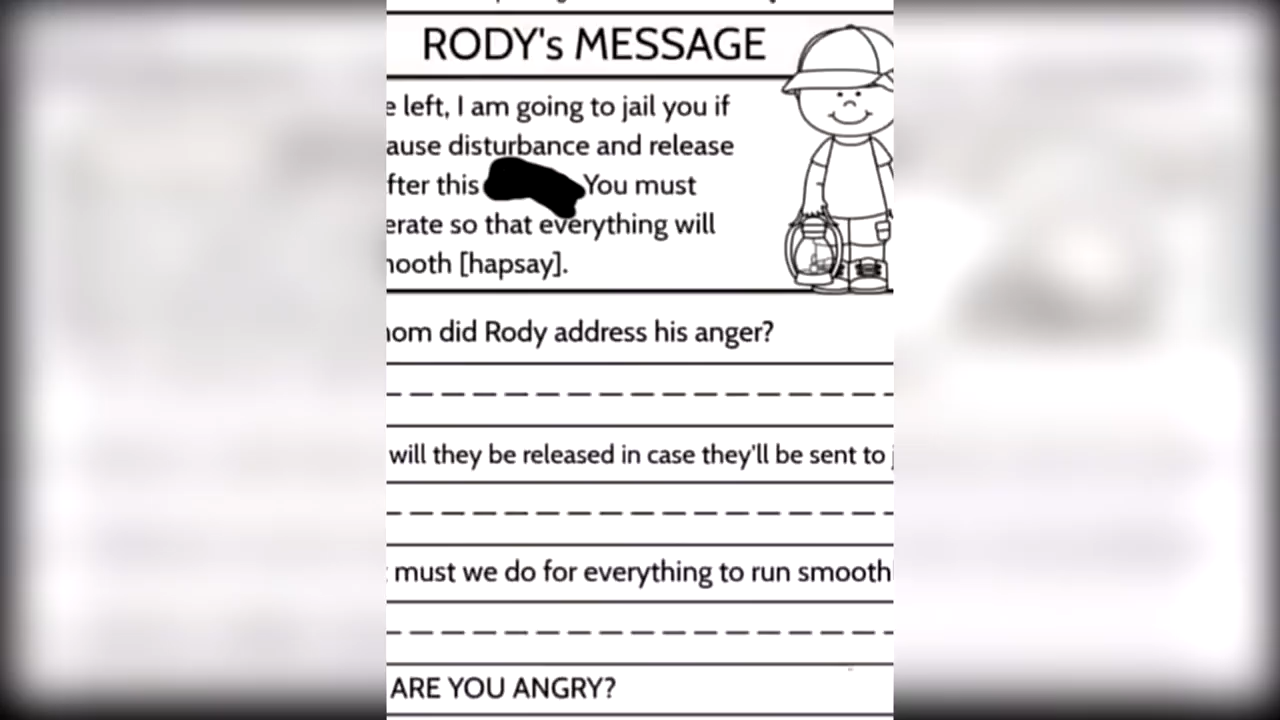 RODY's MESSAGE
e left, I am going to jail you if
ause disturbance and release
fter this You must
erate so that everything will
nooth [hapsay].
nom did Rody address his anger?
will they be released in case they'll be sent to
must we do for everything to run smooth
ARE YOU ANGRY?